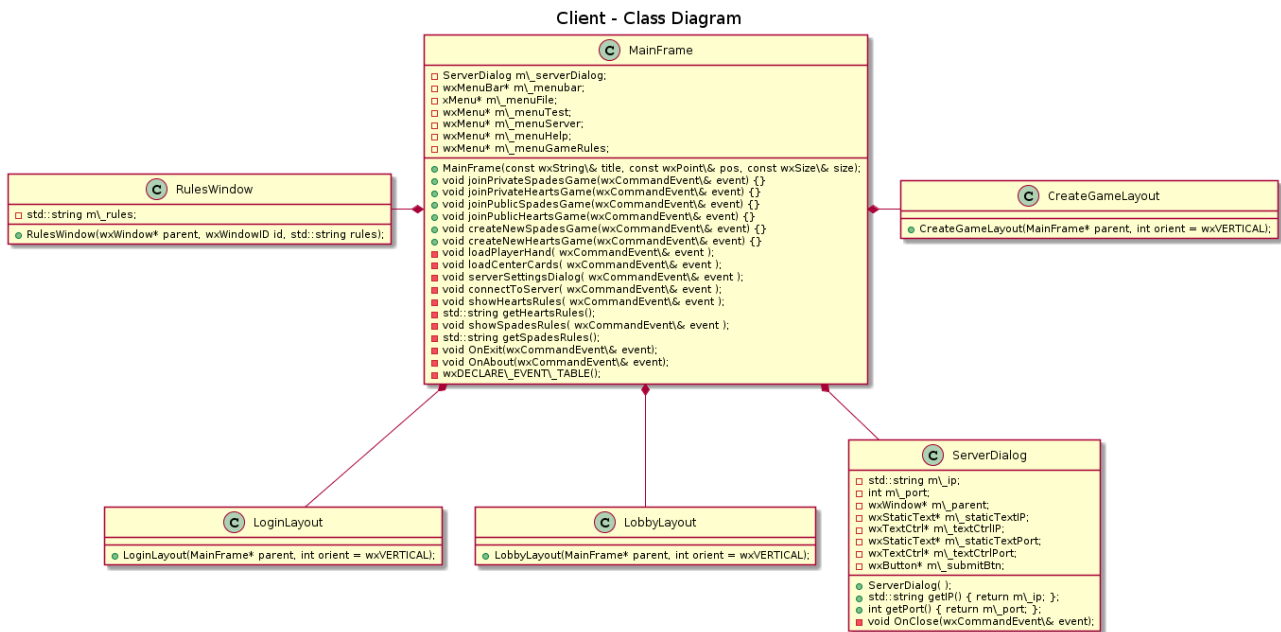 Client - Class Diagram
C MainFrame
ServerDialog m\_serverDialog;
wxMenuBar* m\_menubar;
xMenu* m\_menuFile;
wxMenu* m\_menuTest;
wxMenu* m\_menuServer;
wxMenu* m\_menuHelp;
wxMenu* m\_menuGameRules;
MainFrame(const wxString\& title, const wxPoint\& pos, const wxSize\& size);
void joinPrivateSpadesGame(wxCommandEvent\& event) {}
void joinPrivateHeartsGame(wxCommandEvent\& event) {}
void joinPublicSpadesGame(wxCommandEvent\& event) {}
void joinPublicHeartsGame(wxCommandEvent\& event) {}
void createNewSpadesGame(wxCommandEvent\& event) {}
void createNewHeartsGame(wxCommandEvent\& event) {}
void loadPlayerHand( wxCommandEvent\& event );
void loadCenterCards( wxCommandEvent\& event );
void serverSettingsDialog( wxCommandEvent\& event );
void connectToServer( wxCommandEvent\& event );
void showHeartsRules( wxCommandEvent\& event );
std::string getHeartsRules();
void showSpadesRules( wxCommandEvent\& event );
std::string getSpadesRules();
void OnExit(wxCommandEvent\& event);
void OnAbout(wxCommandEvent\& event);
wxDECLARE\_EVENT\_TABLE();
C RulesWindow
std::string m\_rules;
RulesWindow(wxWindow* parent, wxWindowID id, std::string rules);
C CreateGameLayout
CreateGameLayout(MainFrame* parent, int orient = wxVERTICAL);
C LoginLayout
LoginLayout(MainFrame* parent, int orient = wxVERTICAL);
C LobbyLayout
LobbyLayout(MainFrame* parent, int orient = wxVERTICAL);
C ServerDialog
std::string m\_ip;
int m\_port;
wxWindow* m\_parent;
wxStaticText* m\_staticTextIP;
wxTextCtrl* m\_textCtrlIP;
wxStaticText* m\_staticTextPort;
wxTextCtrl* m\_textCtrlPort;
wxButton* m\_submitBtn;
ServerDialog( );
std::string getIP() { return m\_ip; };
int getPort() { return m\_port; };
void OnClose(wxCommandEvent\& event);